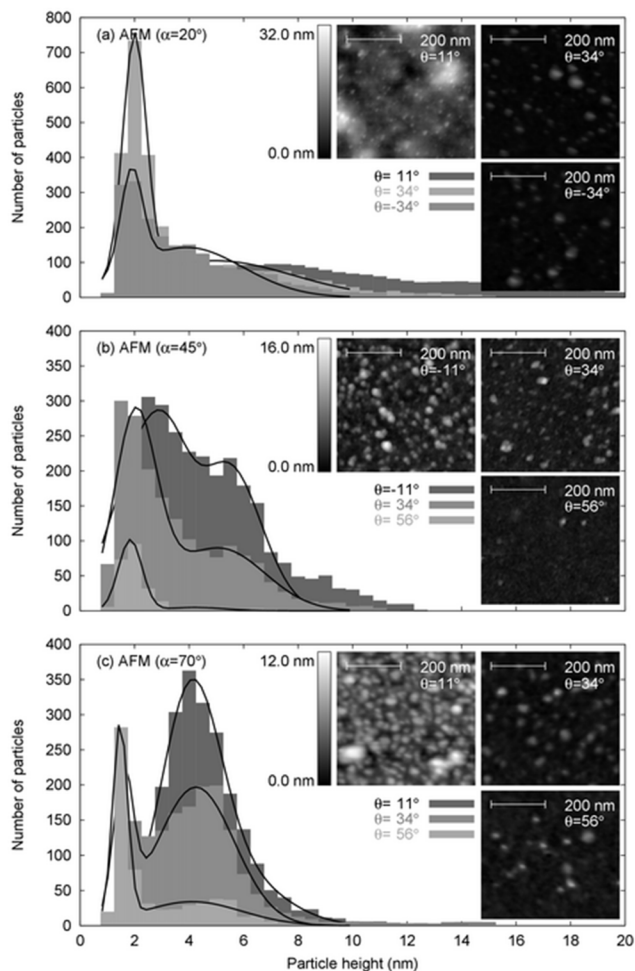 (a) AFM (α=20°)
800
700
600
500
400
300
200
100
0
Number of particles
32.0 nm
0.0 nm
200 nm
θ=11°
200 nm
θ=34°
200 nm
θ=-34°
θ= 11°
θ= 34°
θ=-34°
(b) AFM (α=45°)
400
350
300
250
200
150
100
50
0
Number of particles
16.0 nm
0.0 nm
200 nm
θ=-11°
200 nm
θ=34°
200 nm
θ=56°
θ=-11°
θ= 34°
θ= 56°
(c) AFM (α=70°)
400
350
300
250
200
150
100
50
0
Number of particles
12.0 nm
0.0 nm
200 nm
θ=11°
200 nm
θ=34°
200 nm
θ=56°
θ= 11°
θ= 34°
θ= 56°
0 2 4 6 8 10 12 14 16 18 20
Particle height (nm)